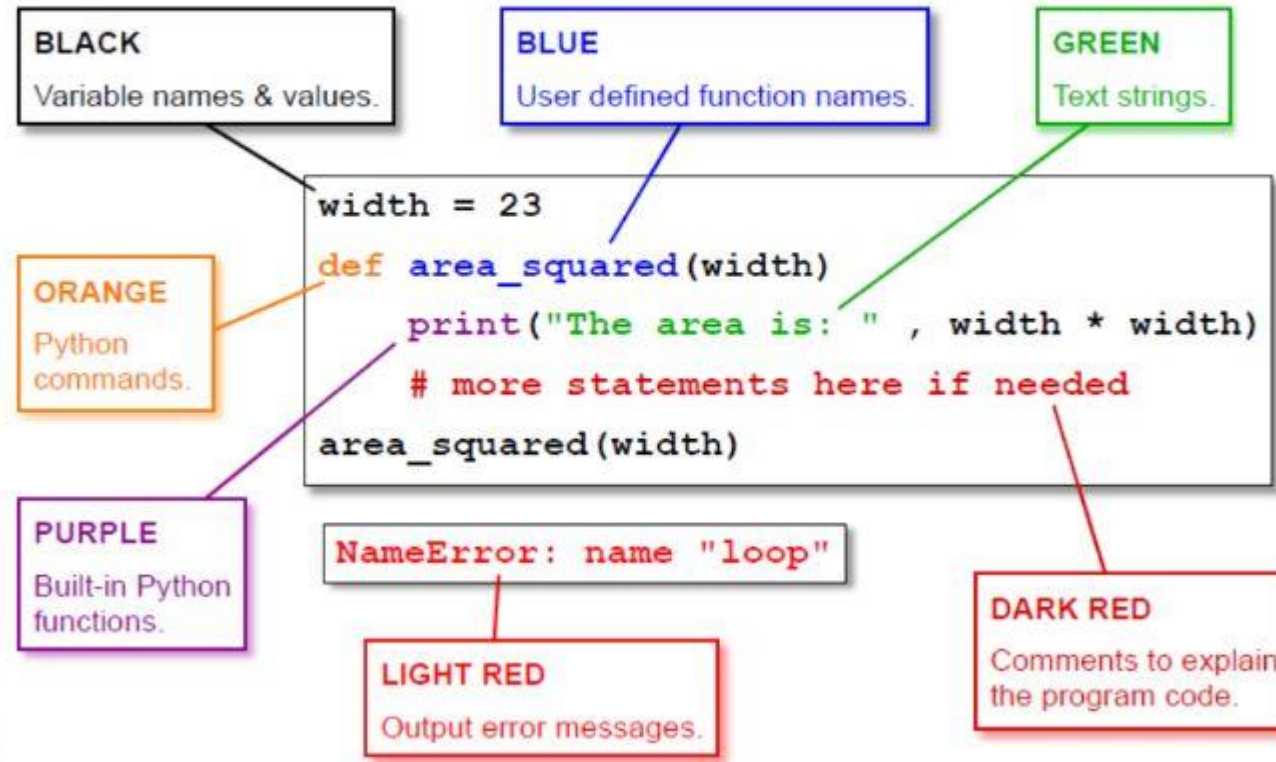 BLACK
Variable names & values.
BLUE
User defined function names.
GREEN
Text strings.
width = 23
def area_squared(width)
print("The area is: " , width * width)
# more statements here if needed
area_squared(width)
ORANGE
Python
commands.
PURPLE
Built-in Python
functions.
NameError: name "loop"
LIGHT RED
Output error messages.
DARK RED
Comments to explain
the program code.